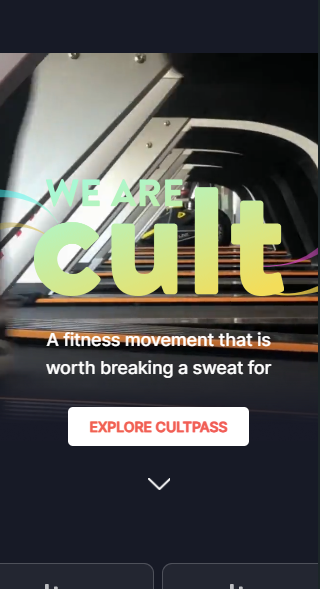 WE ARE
cult
A fitness movement that is
worth breaking a sweat for
EXPLORE CULTPASS